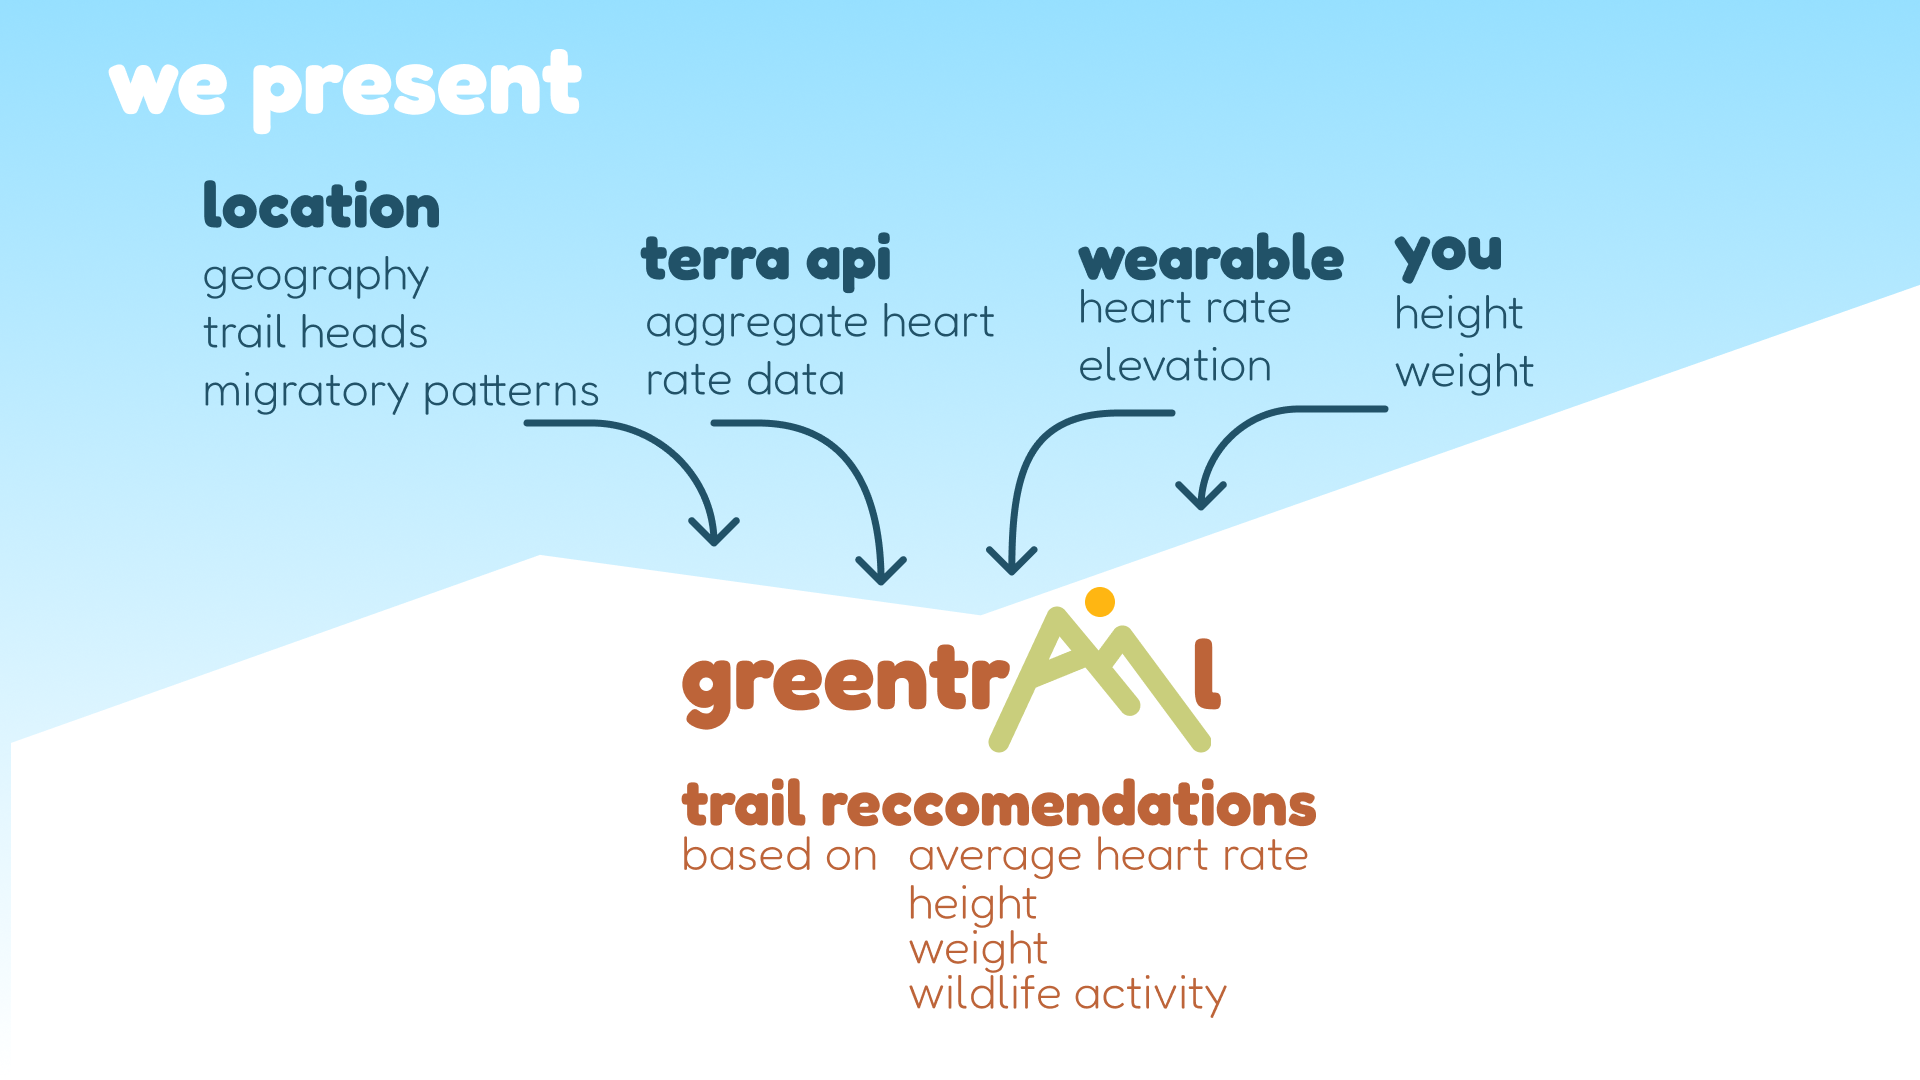 we present
location
geography
trail heads
migratory patterns
terra api
aggregate heart
rate data
wearable
heart rate
elevation
you
height
weight
greentrail
trail reccomendations
based on average heart rate
height
weight
wildlife activity